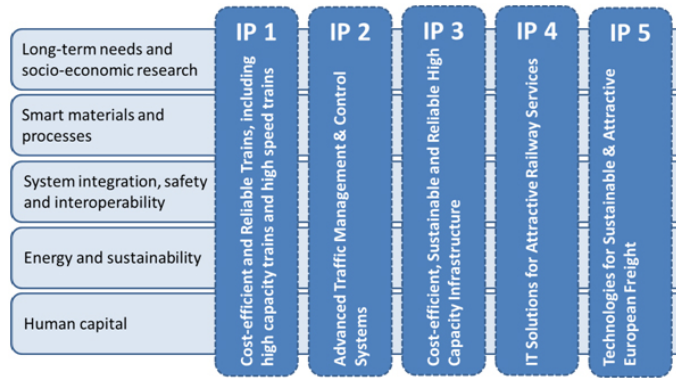 Long-term needs and
socio-economic research
Smart materials and
processes
System integration, safety
and interoperability
Energy and sustainability
Human capital
IP 1
Cost-efficient and Reliable Trains, including
high capacity trains and high speed trains
IP 2
Advanced Traffic Management & Control
Systems
IP 3
Cost-efficient, Sustainable and Reliable High
Capacity Infrastructure
IP 4
IT Solutions for Attractive Railway Services
IP 5
Technologies for Sustainable & Attractive
European Freight